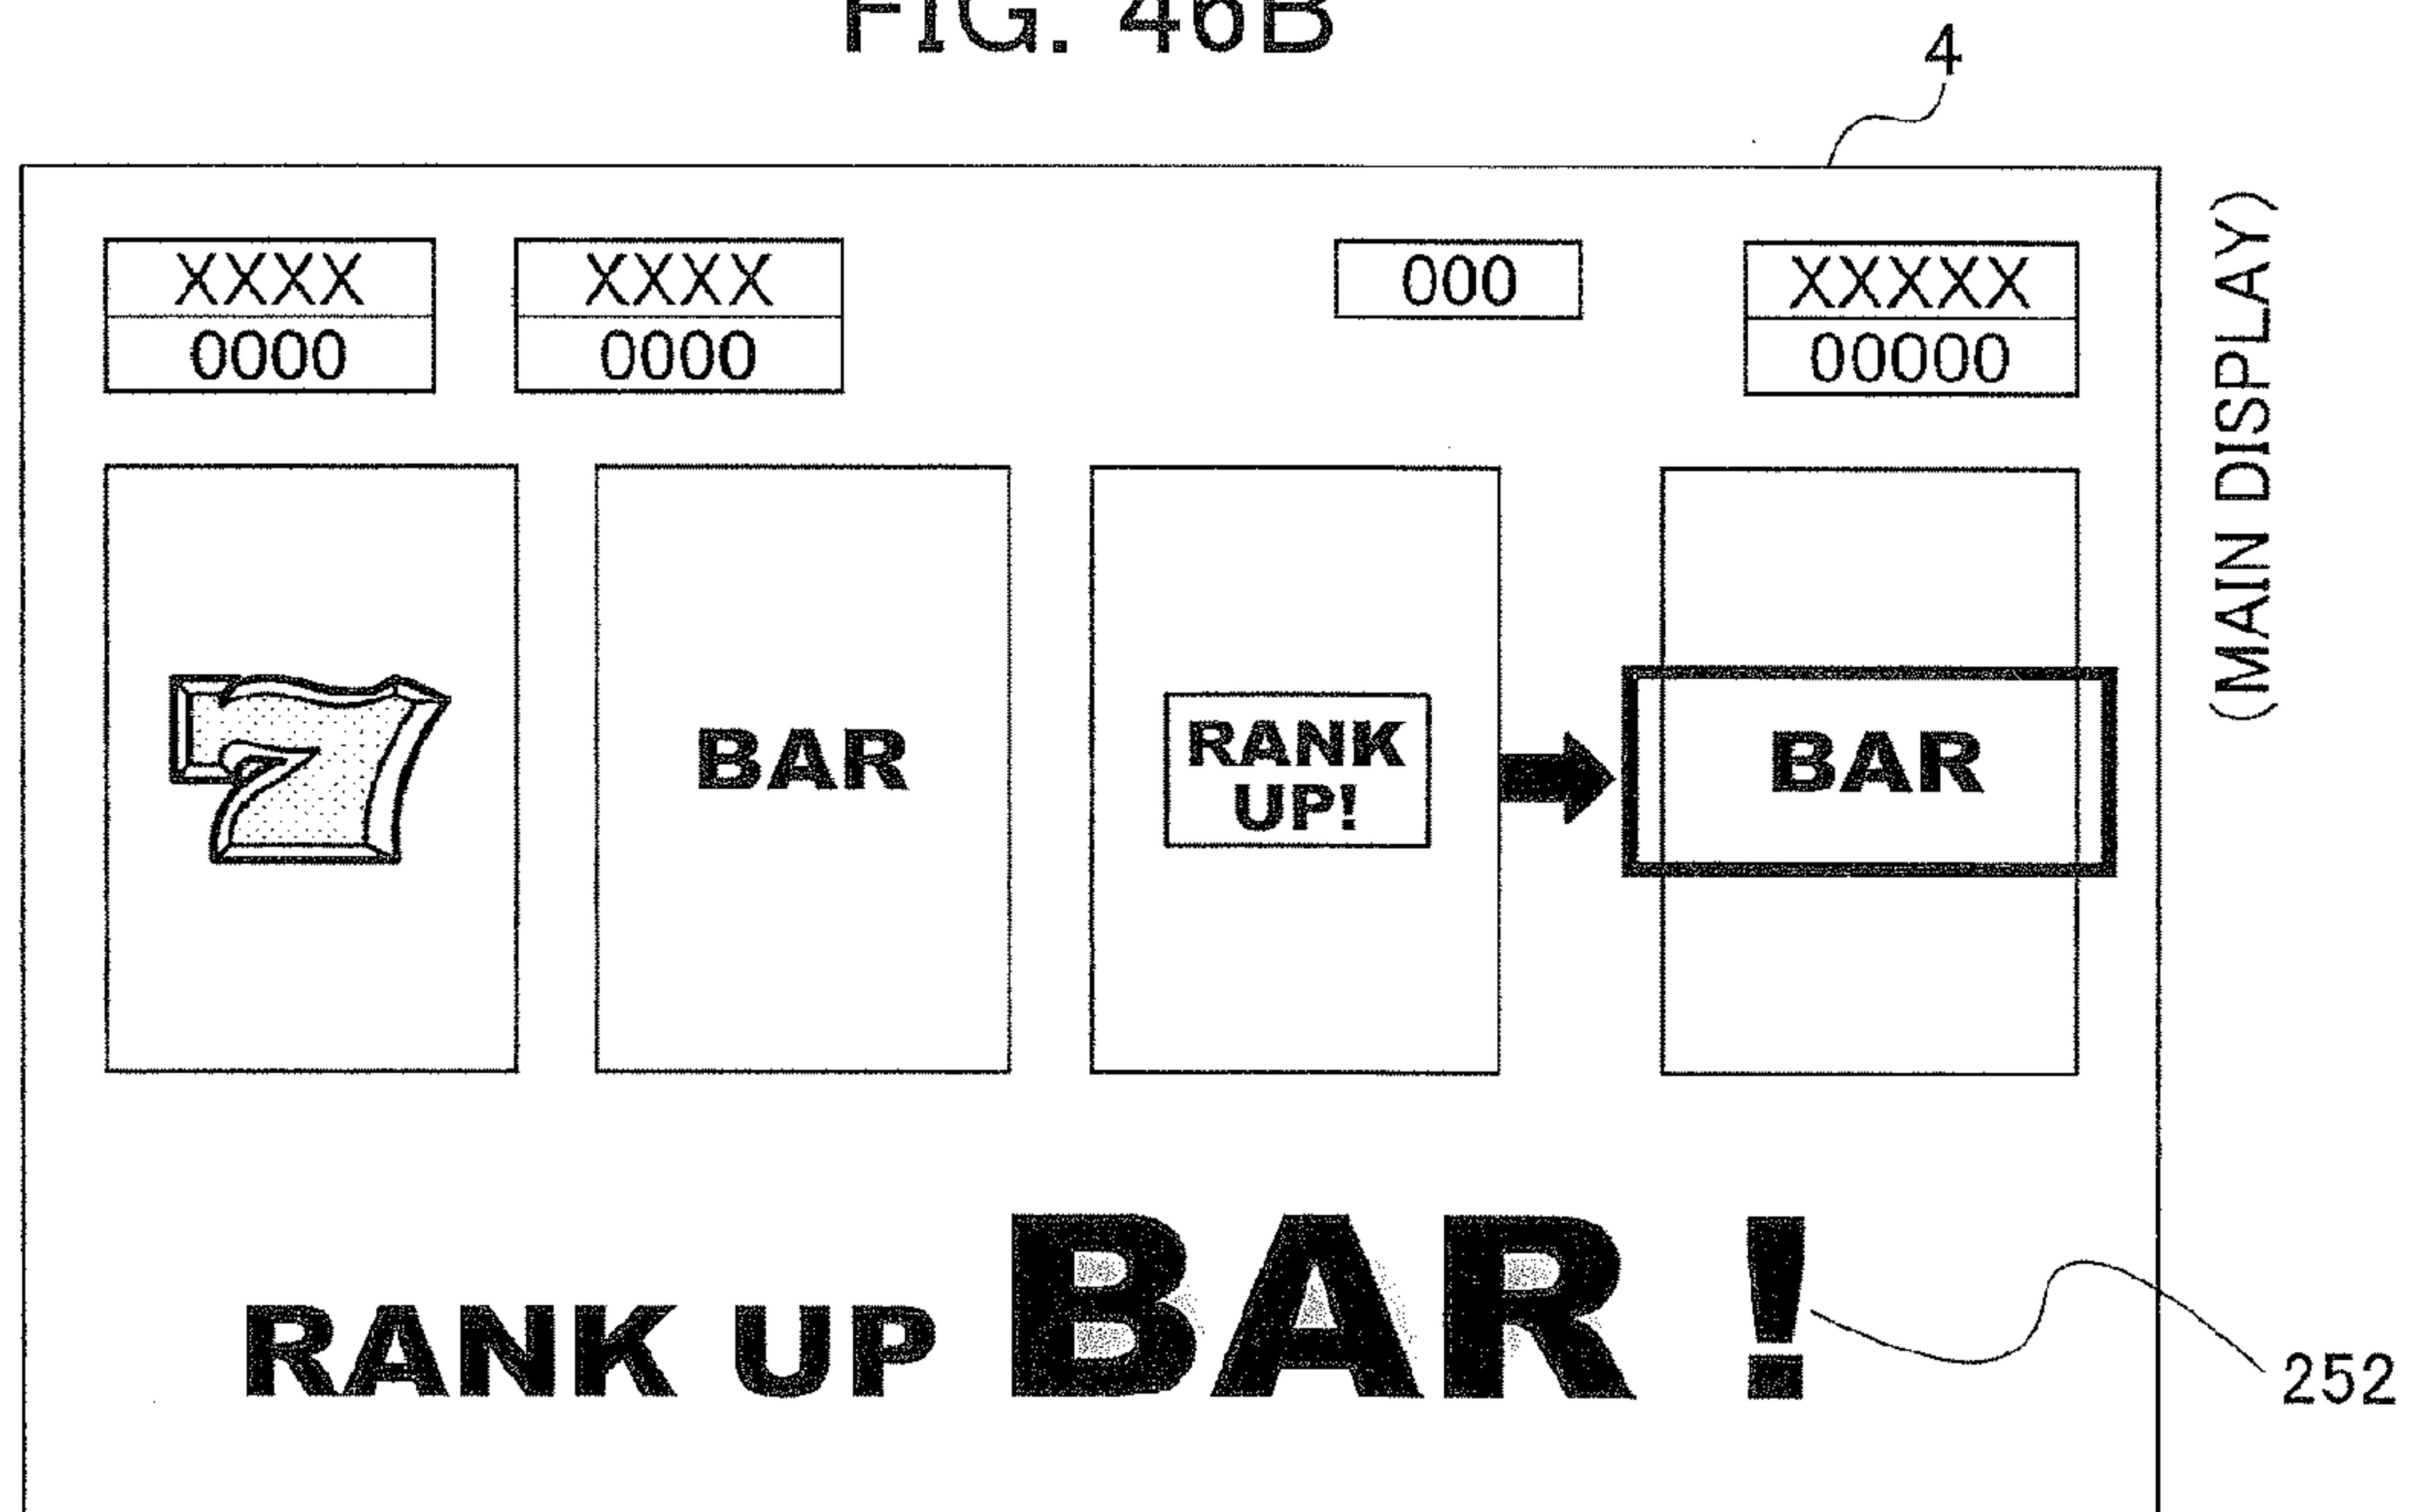 FIG. 46B
4
XXXX XXXX 000 XXXXX
0000 0000 00000
(MAIN DISPLAY)
7 BAR RANK UP! BAR
RANK UP BAR !
252